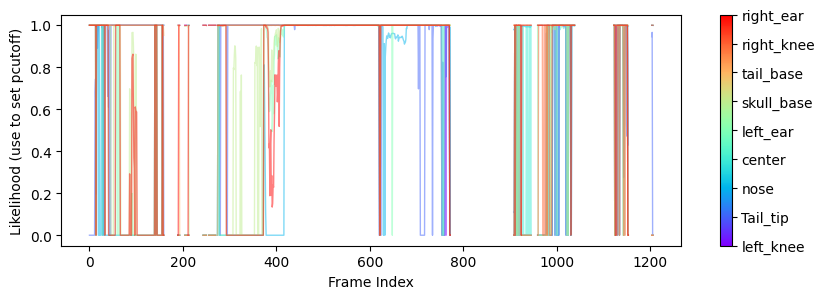 Likelihood (use to set pcutoff)
1.0
0.8
0.6
0.4
0.2
0.0
0
200
400
600
800
1000
1200
Frame Index
right_ear
right_knee
tail_base
skull_base
left_ear
center
nose
Tail_tip
left_knee